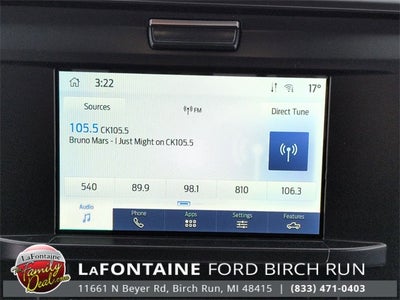 3:22
17°
Sources
FM
Direct Tune
105.5 CK105.5
Bruno Mars - I Just Might on CK105.5
540 89.9 98.1 810 106.3
Audio Phone Apps Settings Features
LaFontaine
Family
Deal.com
LAFONTAINE FORD BIRCH RUN
11661 N Beyer Rd, Birch Run, MI 48415 | (833) 471-0403